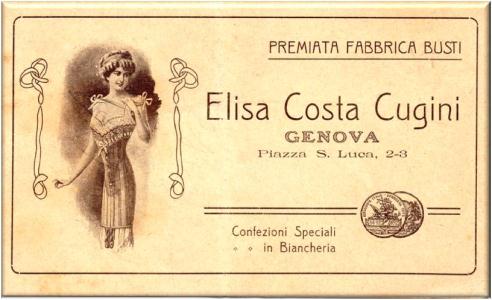 PREMIATA FABBRICA BUSTI
Elisa Costa Cugini
GENOVA
Piazza S. Luca, 2-3
Confezioni Speciali
in Biancheria